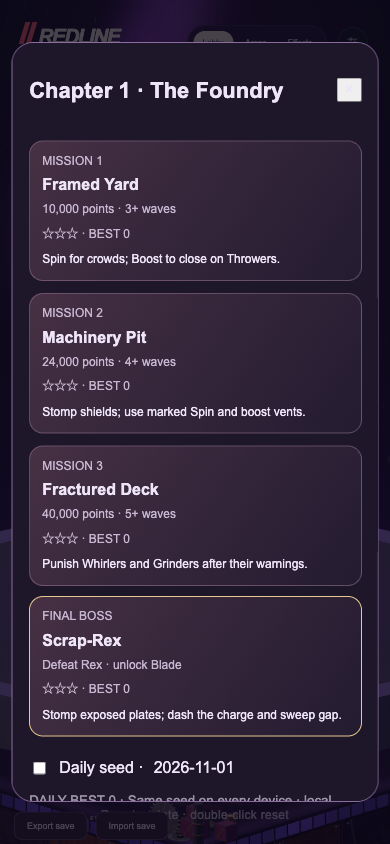 REDLINE
Chapter 1 · The Foundry
MISSION 1
Framed Yard
10,000 points · 3+ waves
☆☆☆ · BEST 0
Spin for crowds; Boost to close on Throwers.
MISSION 2
Machinery Pit
24,000 points · 4+ waves
☆☆☆ · BEST 0
Stomp shields; use marked Spin and boost vents.
MISSION 3
Fractured Deck
40,000 points · 5+ waves
☆☆☆ · BEST 0
Punish Whirlers and Grinders after their warnings.
FINAL BOSS
Scrap-Rex
Defeat Rex · unlock Blade
☆☆☆ · BEST 0
Stomp exposed plates; dash the charge and sweep gap.
Daily seed · 2026-11-01
DAILY BEST 0 · Same seed on every device · local
double-click reset
Export save
Import save